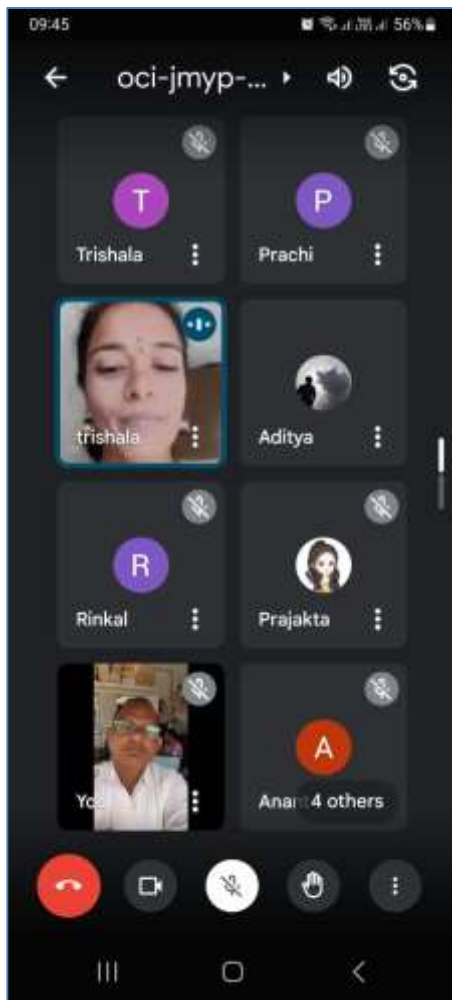 09:45 56%
oci-jmyp-...
T P
Trishala Prachi
trishala Aditya
R
Rinkal Prajakta
A
4 others